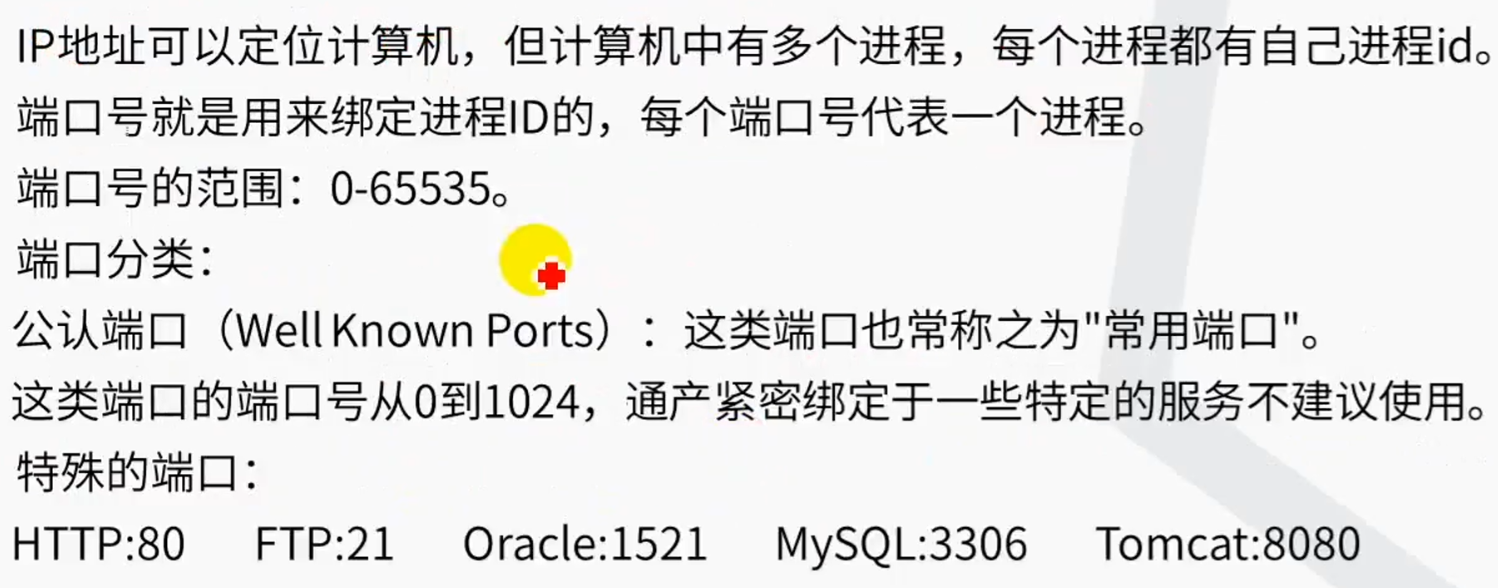 IP地址可以定位计算机，但计算机中有多个进程，每个进程都有自己进程id。
端口号就是用来绑定进程ID的，每个端口号代表一个进程。
端口号的范围：0-65535。
端口分类：
公认端口（Well Known Ports）：这类端口也常称之为"常用端口"。
这类端口的端口号从0到1024，通产紧密绑定于一些特定的服务不建议使用。
特殊的端口：
HTTP:80 FTP:21 Oracle:1521 MySQL:3306 Tomcat:8080